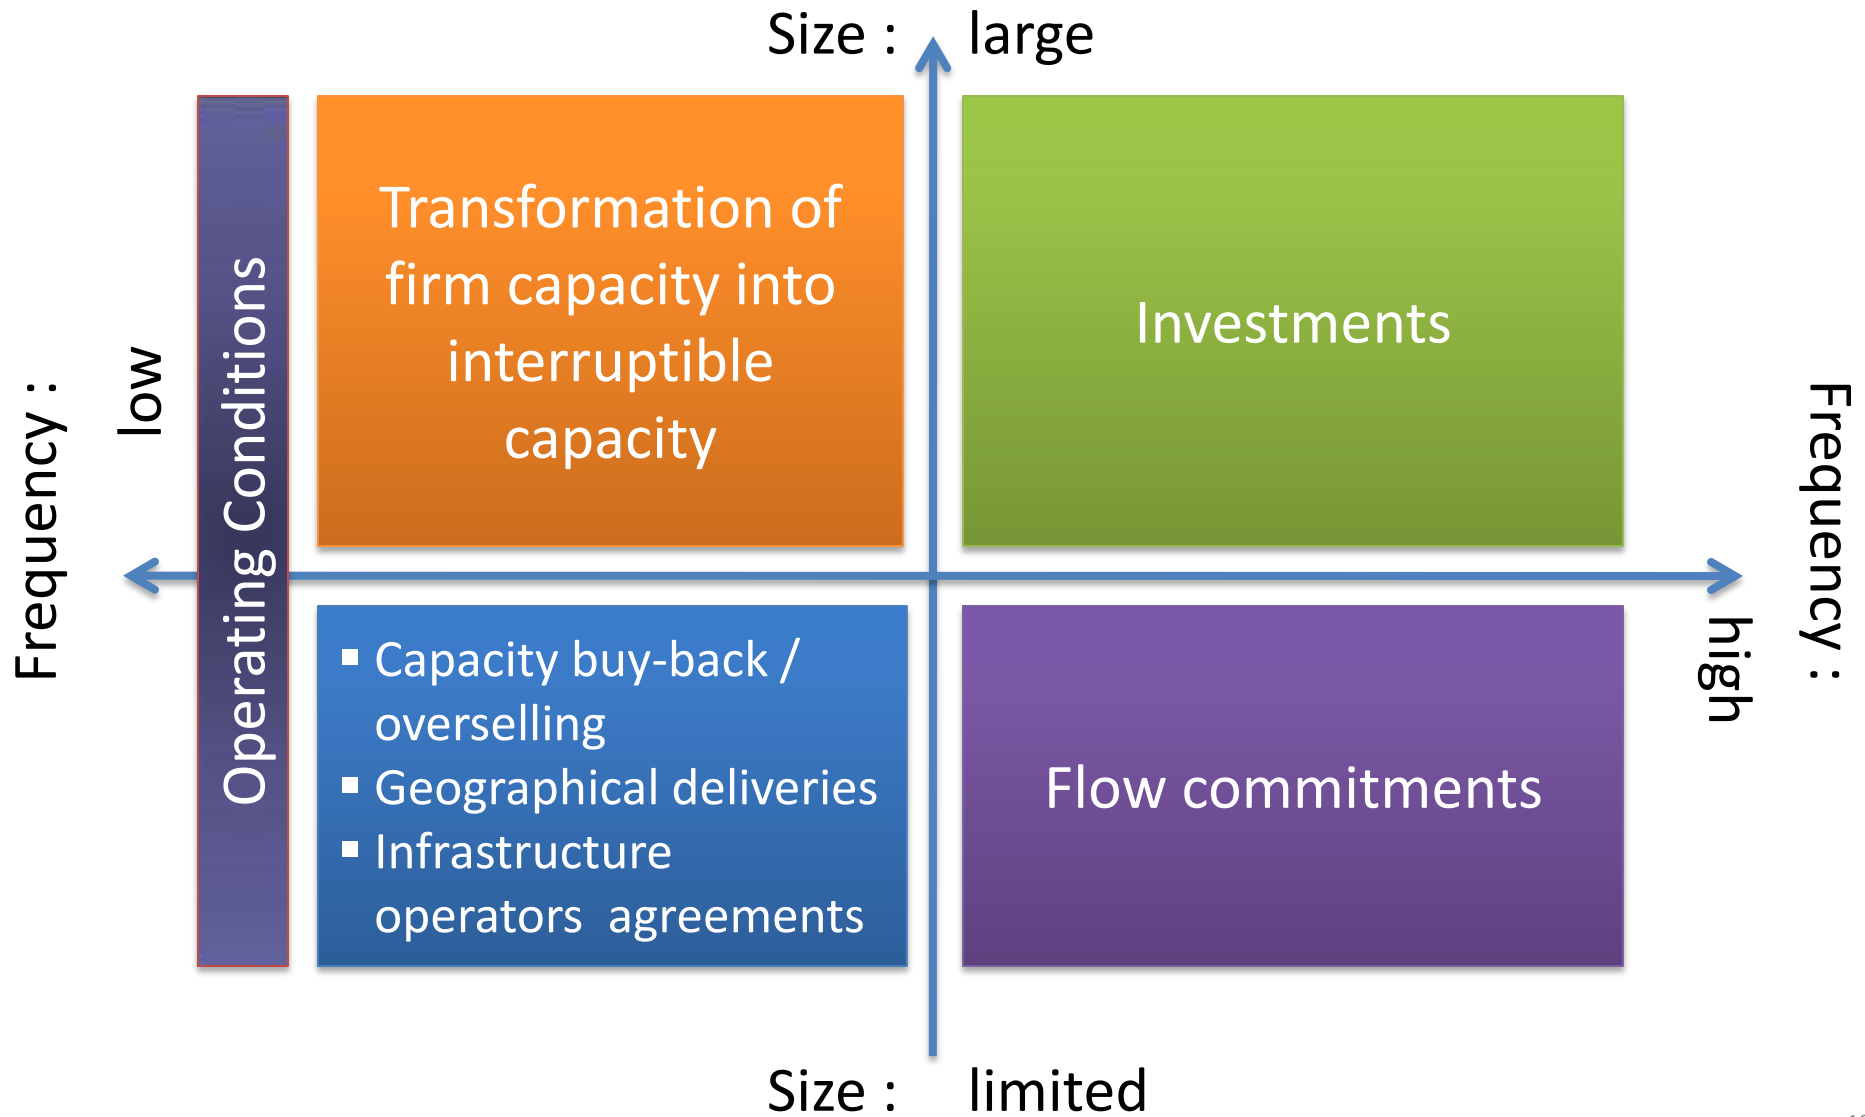 Size : large
Frequency :
low
Operating Conditions
Transformation of
firm capacity into
interruptible
capacity
Investments
Frequency :
high
▪ Capacity buy-back /
overselling
▪ Geographical deliveries
▪ Infrastructure
operators agreements
Flow commitments
Size : limited